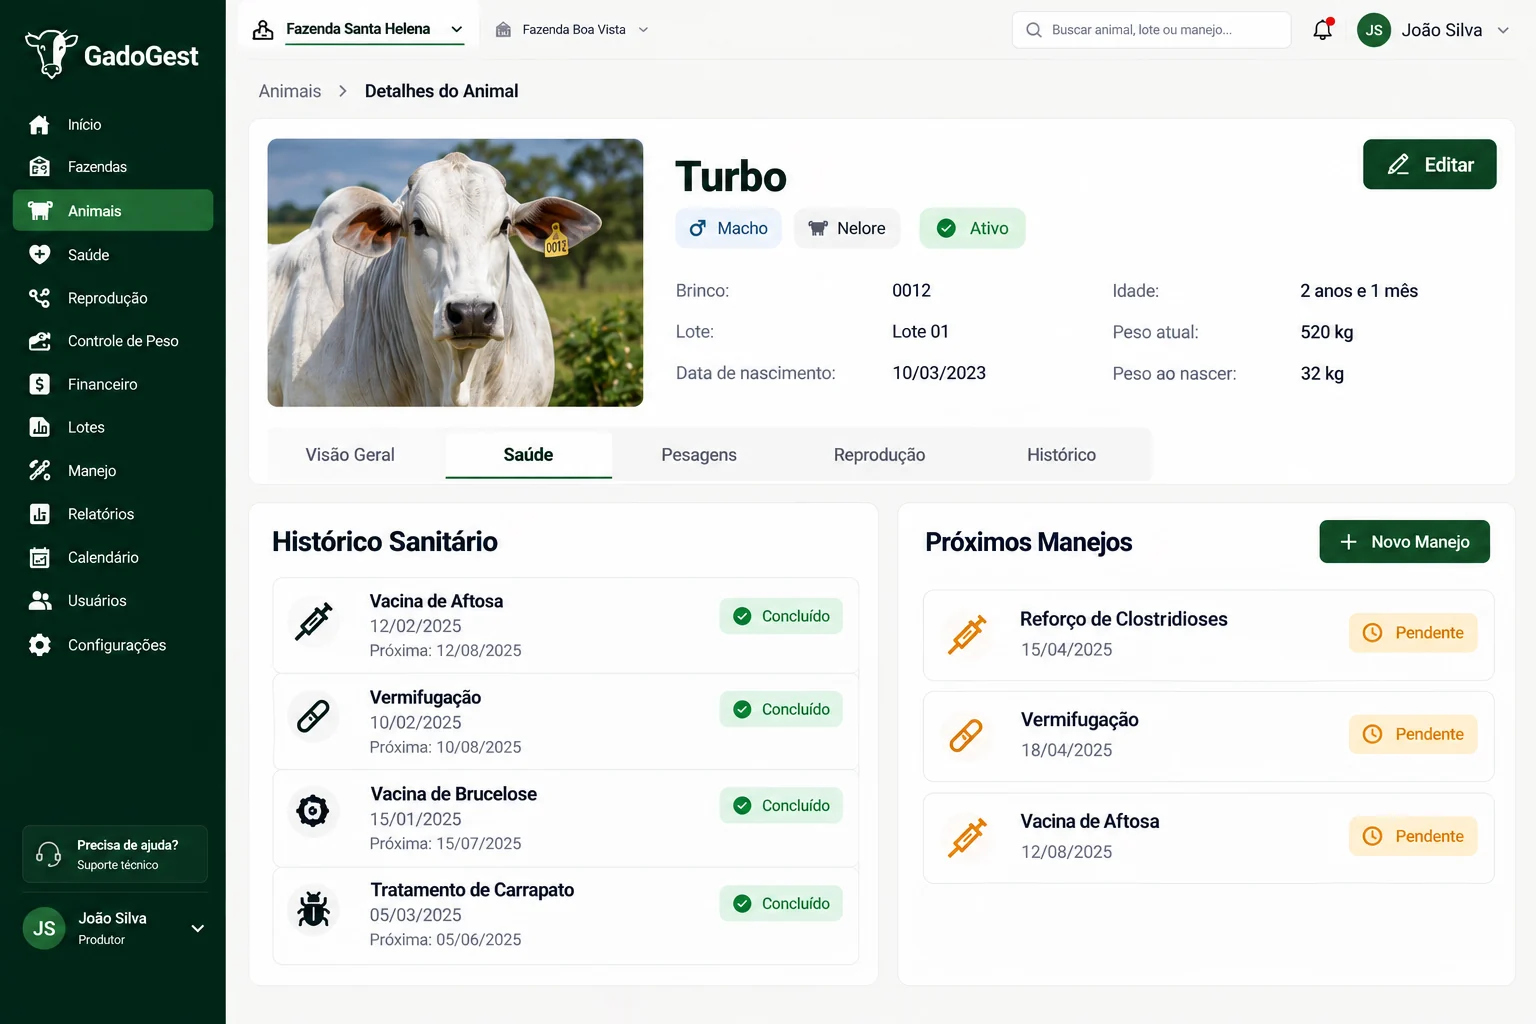 GadoGest
Início
Fazendas
Animais
Saúde
Reprodução
Controle de Peso
Financeiro
Lotes
Manejo
Relatórios
Calendário
Usuários
Configurações
Precisa de ajuda?
Suporte técnico
JS
João Silva
Produtor
Fazenda Santa Helena
Fazenda Boa Vista
Buscar animal, lote ou manejo...
JS
João Silva
Animais > Detalhes do Animal
0012
Turbo
Editar
Macho
Nelore
Ativo
Brinco: 0012
Idade: 2 anos e 1 mês
Lote: Lote 01
Peso atual: 520 kg
Data de nascimento: 10/03/2023
Peso ao nascer: 32 kg
Visão Geral
Saúde
Pesagens
Reprodução
Histórico
Histórico Sanitário
Vacina de Aftosa
12/02/2025
Próxima: 12/08/2025
Concluído
Vermifugação
10/02/2025
Próxima: 10/08/2025
Concluído
Vacina de Brucelose
15/01/2025
Próxima: 15/07/2025
Concluído
Tratamento de Carrapato
05/03/2025
Próxima: 05/06/2025
Concluído
Próximos Manejos
+ Novo Manejo
Reforço de Clostridioses
15/04/2025
Pendente
Vermifugação
18/04/2025
Pendente
Vacina de Aftosa
12/08/2025
Pendente